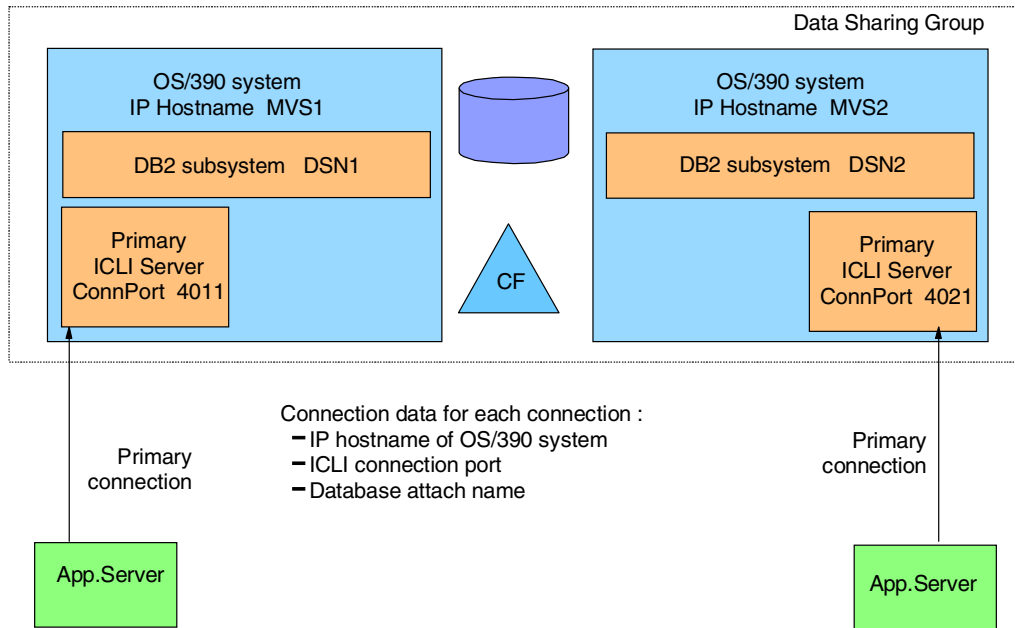 Data Sharing Group
OS/390 system
IP Hostname MVS1
DB2 subsystem DSN1
Primary
ICLI Server
ConnPort 4011
CF
OS/390 system
IP Hostname MVS2
DB2 subsystem DSN2
Primary
ICLI Server
ConnPort 4021
Primary
connection
Connection data for each connection :
– IP hostname of OS/390 system
– ICLI connection port
– Database attach name
Primary
connection
App.Server
App.Server